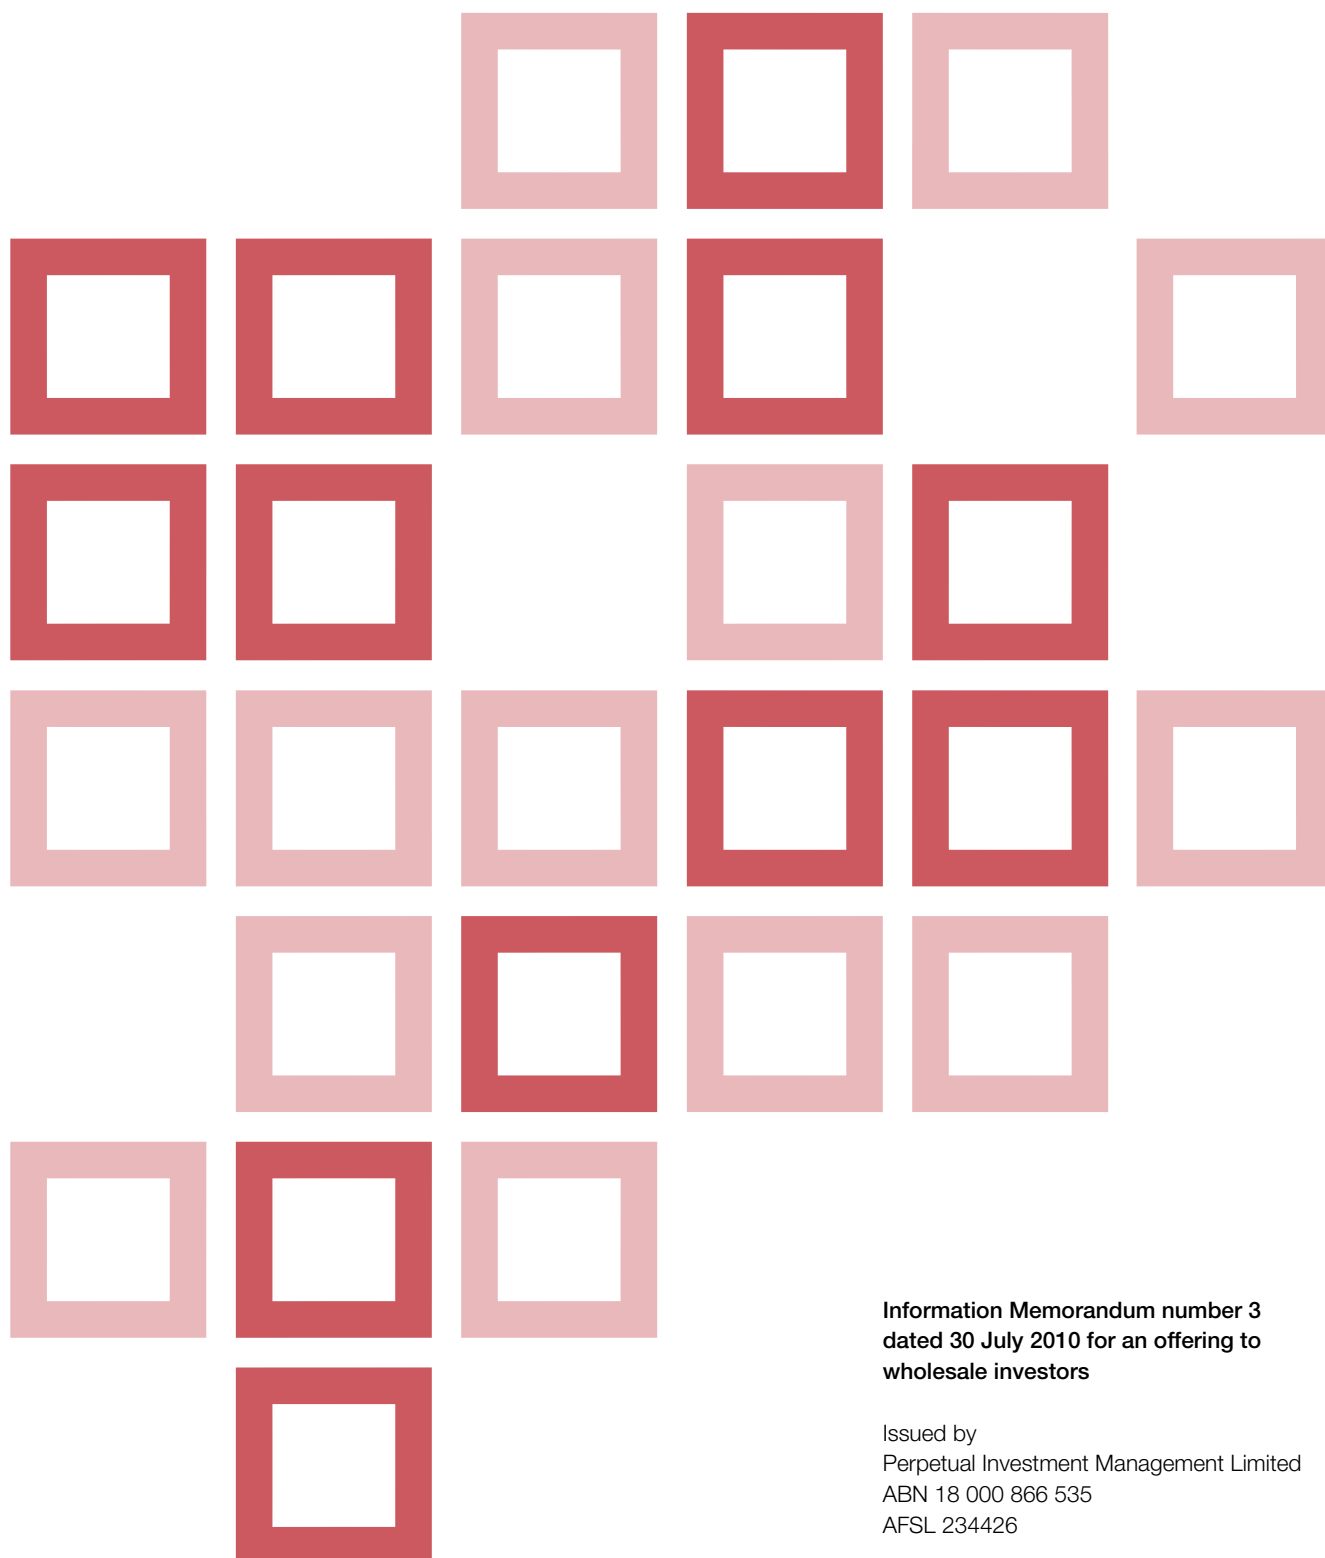 Information Memorandum number 3
dated 30 July 2010 for an offering to
wholesale investors
Issued by
Perpetual Investment Management Limited
ABN 18 000 866 535
AFSL 234426